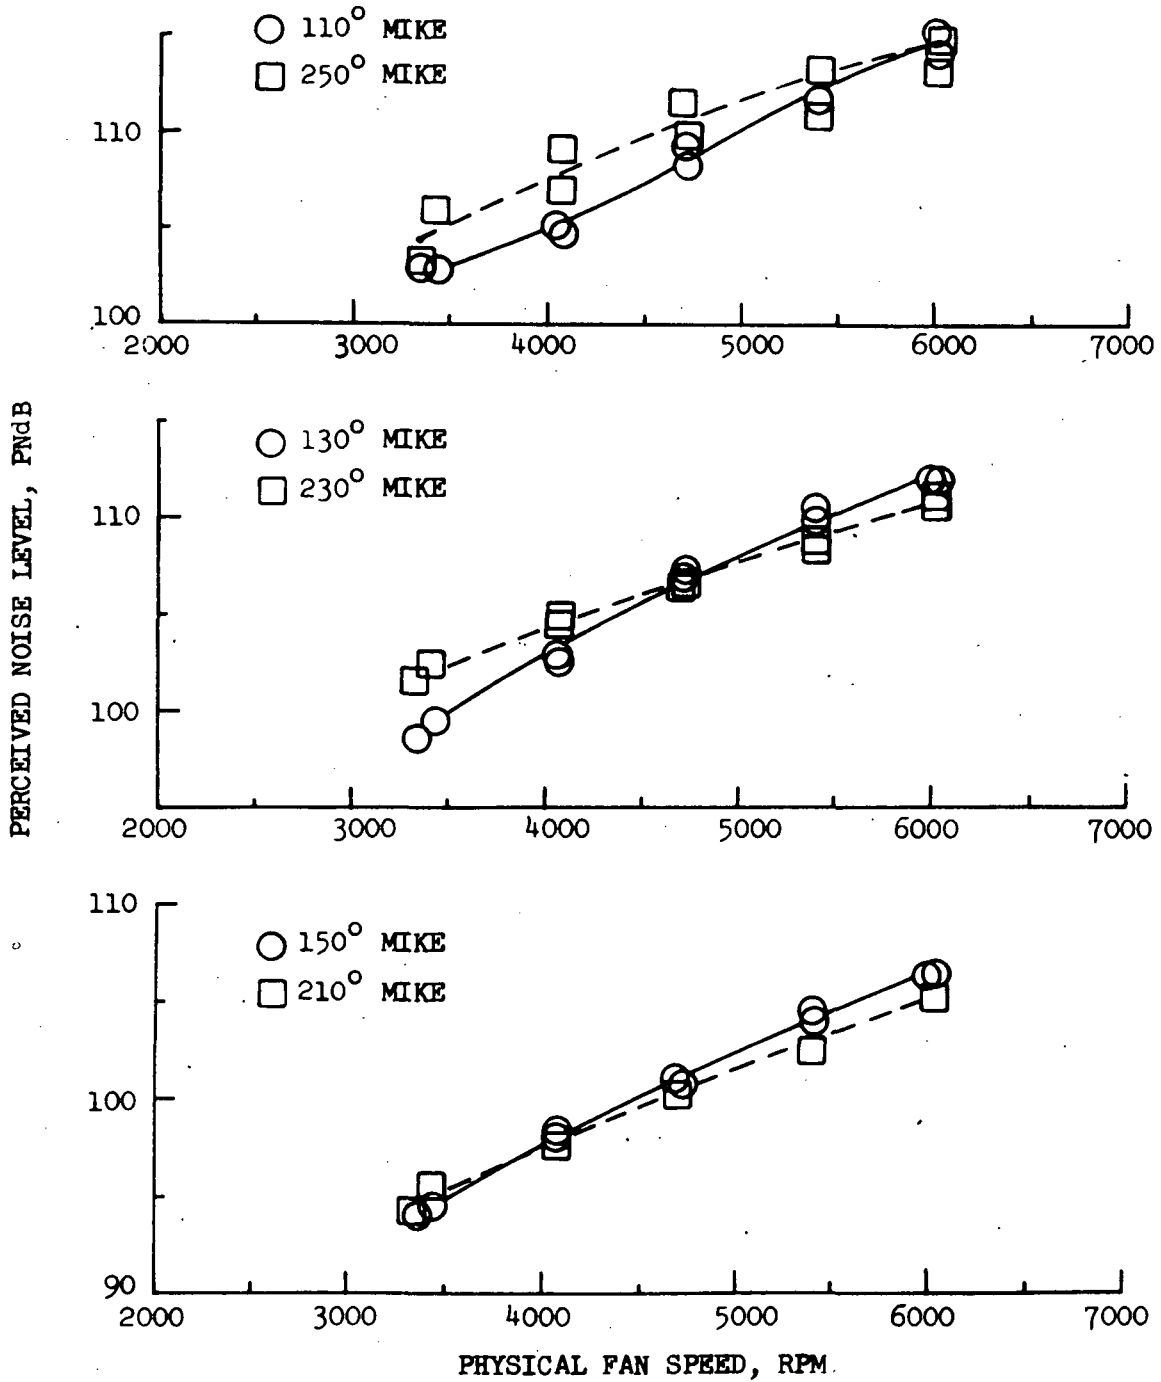 110° MIKE
250° MIKE
110
100
2000 3000 4000 5000 6000 7000
PERCEIVED NOISE LEVEL, PNdB
130° MIKE
230° MIKE
110
100
2000 3000 4000 5000 6000 7000
110
150° MIKE
210° MIKE
100
90
2000 3000 4000 5000 6000 7000
PHYSICAL FAN SPEED, RPM